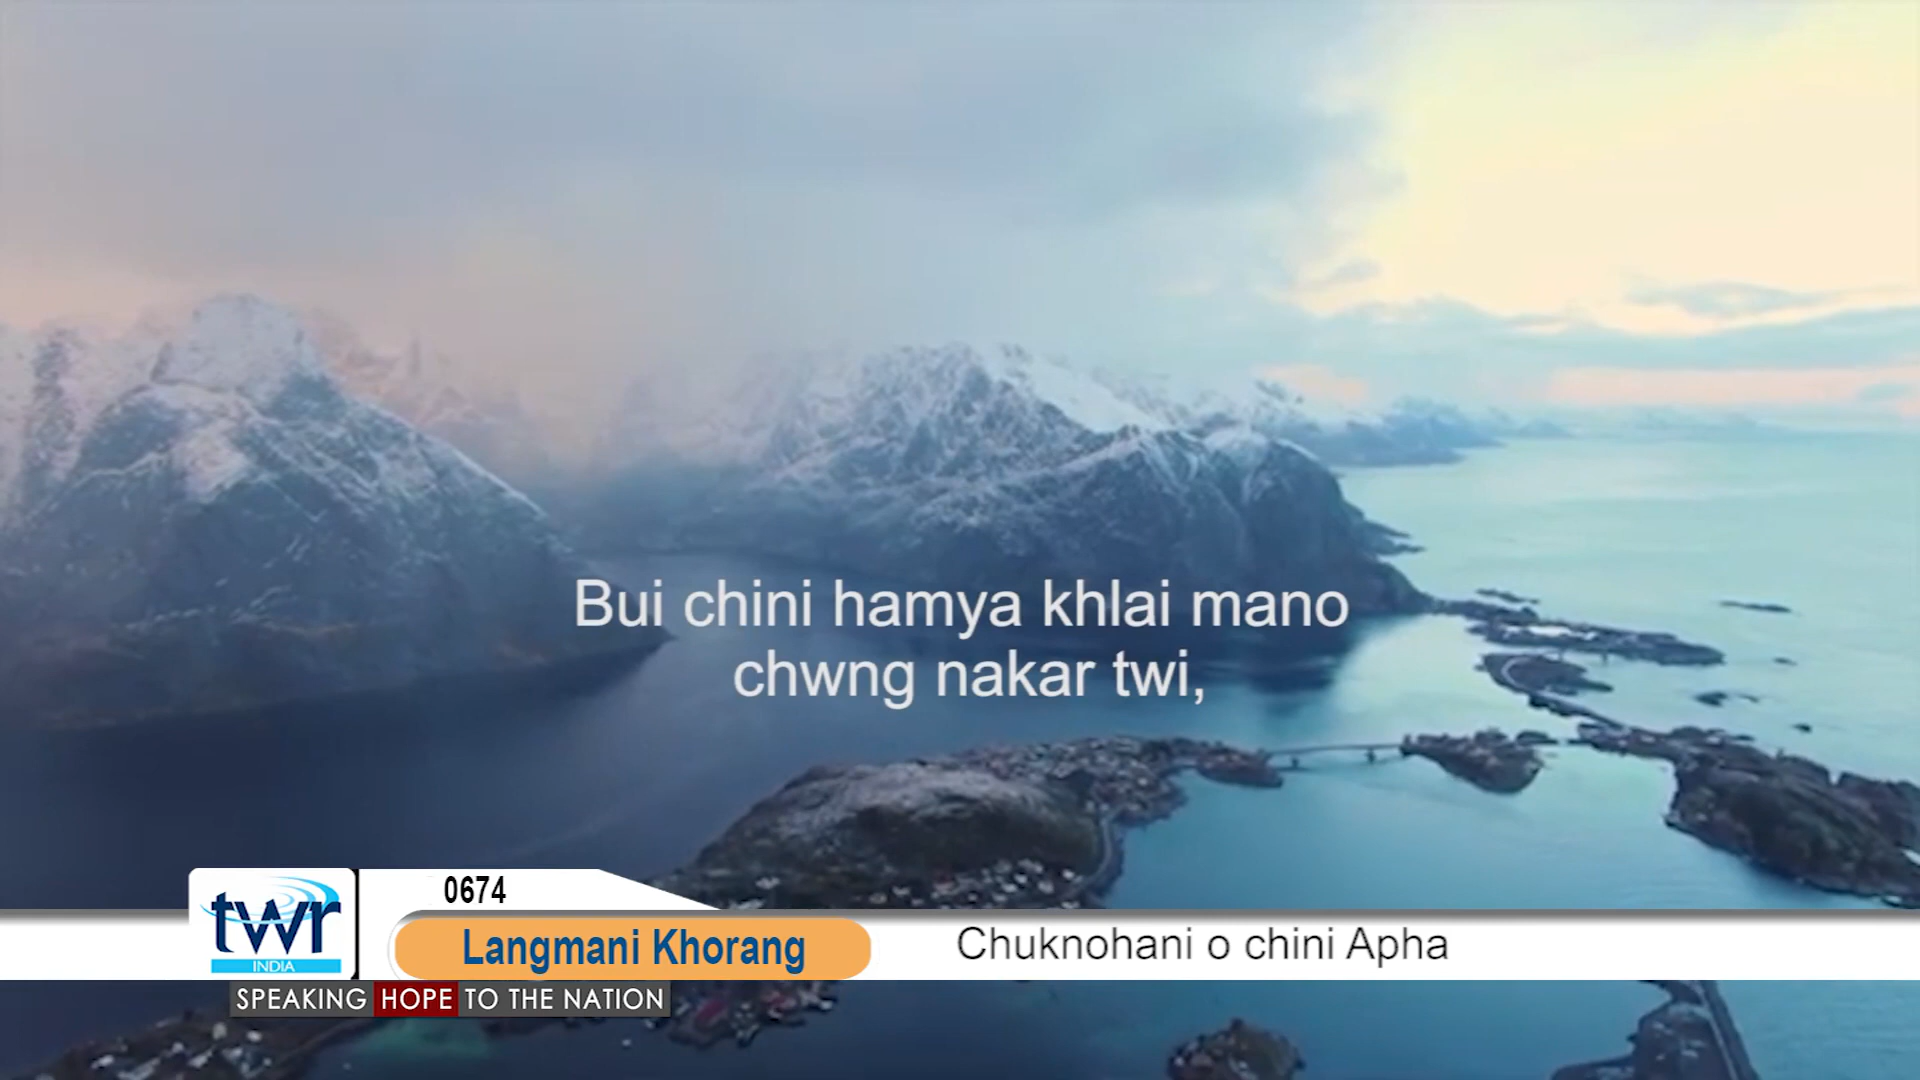 Bui chini hamya khlai mano
chwng nakar twi,
twr
INDIA
0674
Langmani Khorang
Chuknohani o chini Apha
SPEAKING HOPE TO THE NATION